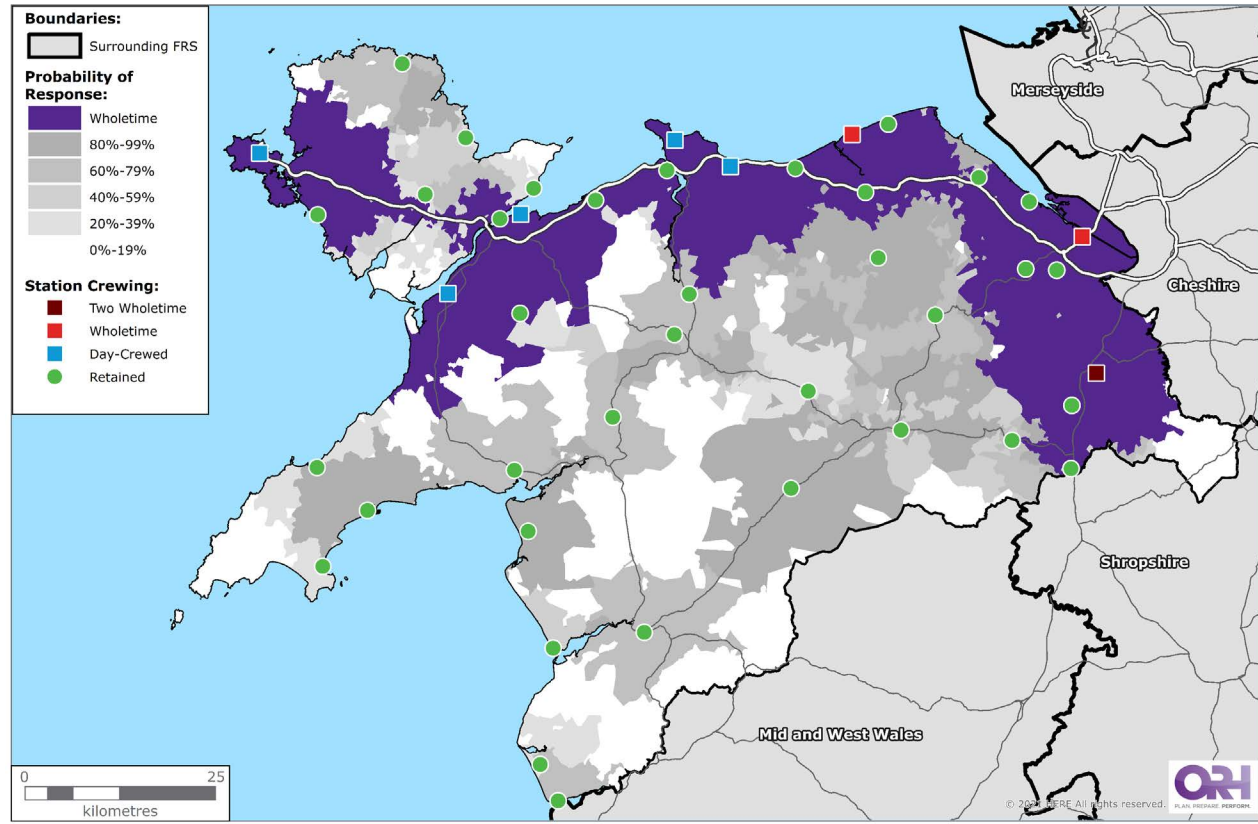 Boundaries:
Surrounding FRS
Probability of
Response:
Wholetime
80%-99%
60%-79%
40%-59%
20%-39%
0%-19%
Station Crewing:
Two Wholetime
Wholetime
Day-Crewed
Retained
Merseyside
Cheshire
Shropshire
Mid and West Wales
0 25
kilometres
© 2021 HERE All rights reserved.
ORH
PLAN. PREPARE. PERFORM.